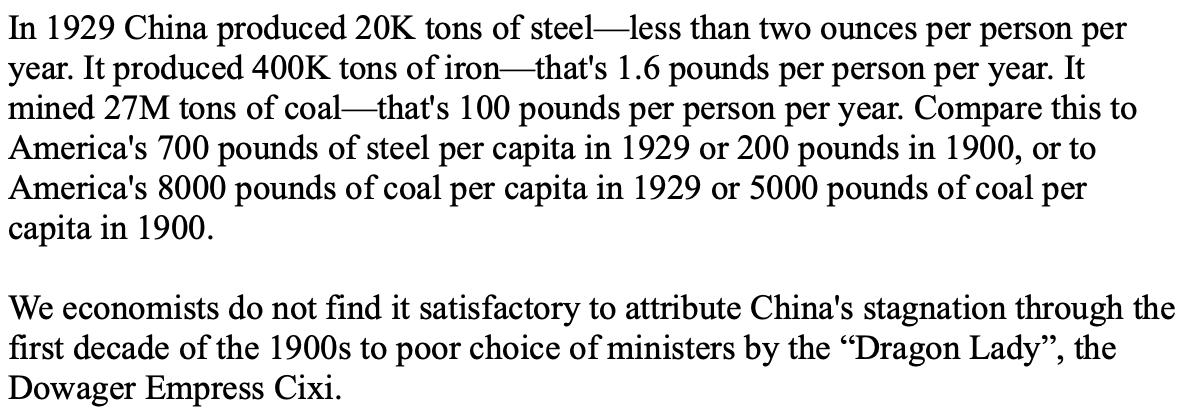 In 1929 China produced 20K tons of steel—less than two ounces per person per
year. It produced 400K tons of iron—that's 1.6 pounds per person per year. It
mined 27M tons of coal—that's 100 pounds per person per year. Compare this to
America's 700 pounds of steel per capita in 1929 or 200 pounds in 1900, or to
America's 8000 pounds of coal per capita in 1929 or 5000 pounds of coal per
capita in 1900.
We economists do not find it satisfactory to attribute China's stagnation through the
first decade of the 1900s to poor choice of ministers by the “Dragon Lady”, the
Dowager Empress Cixi.